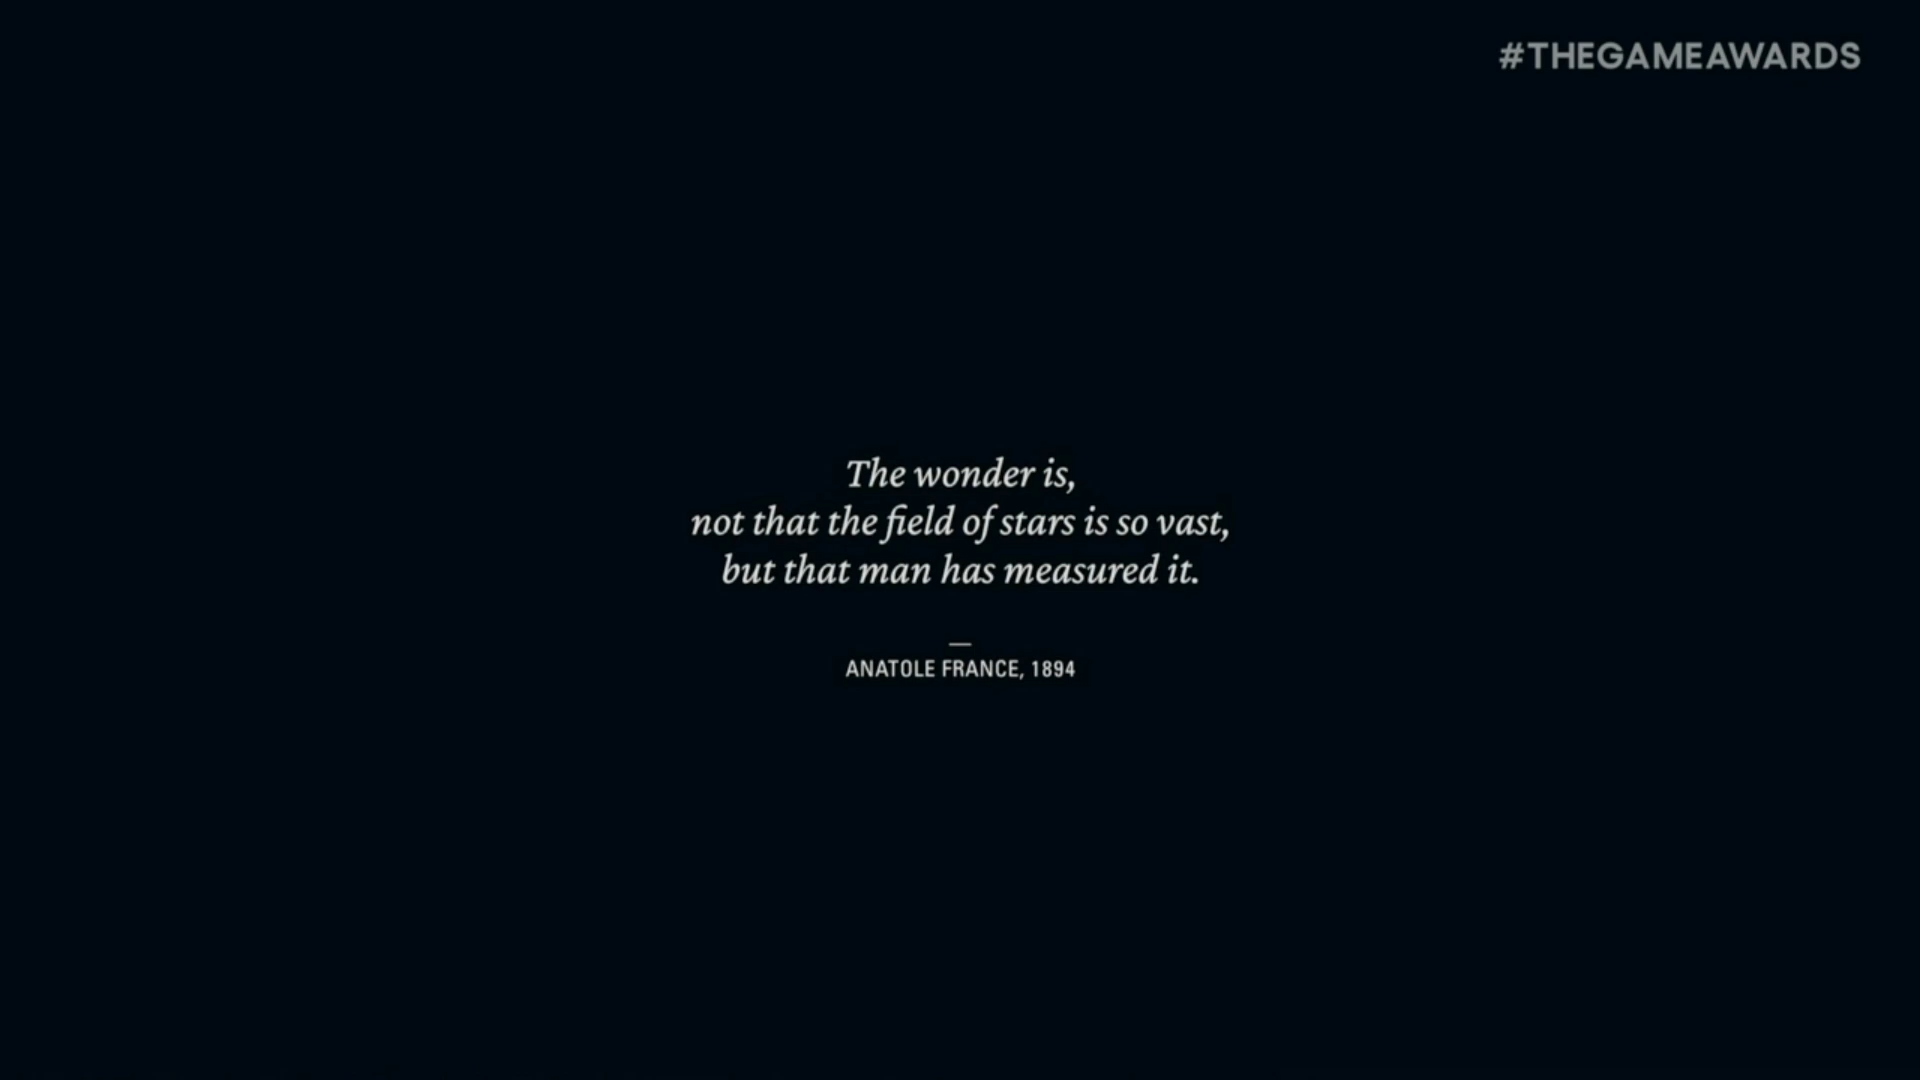 #THEGAMEAWARDS
The wonder is,
not that the field of stars is so vast,
but that man has measured it.
—
ANATOLE FRANCE, 1894